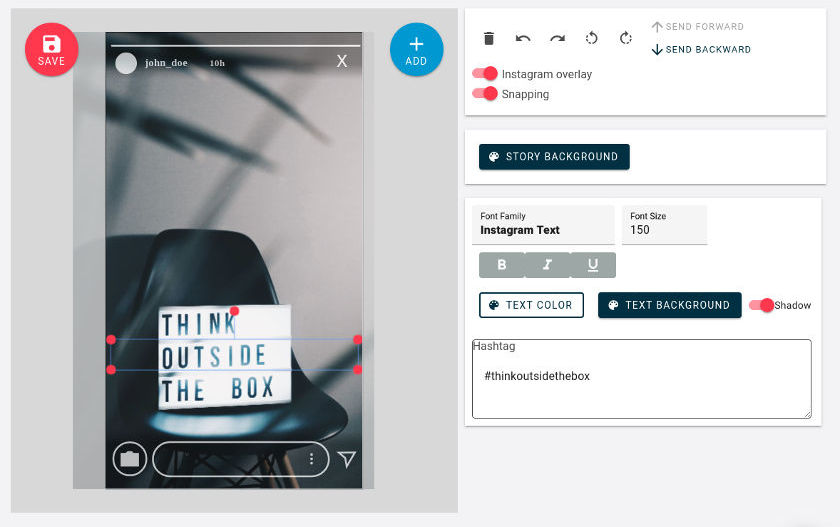 SAVE
john_doe 10h
X
ADD
THINK
OUTSIDE
THE BOX
SEND FORWARD
SEND BACKWARD
Instagram overlay
Snapping
STORY BACKGROUND
Font Family
Instagram Text
Font Size
150
B I U
TEXT COLOR
TEXT BACKGROUND
Shadow
Hashtag
#thinkoutsidethebox